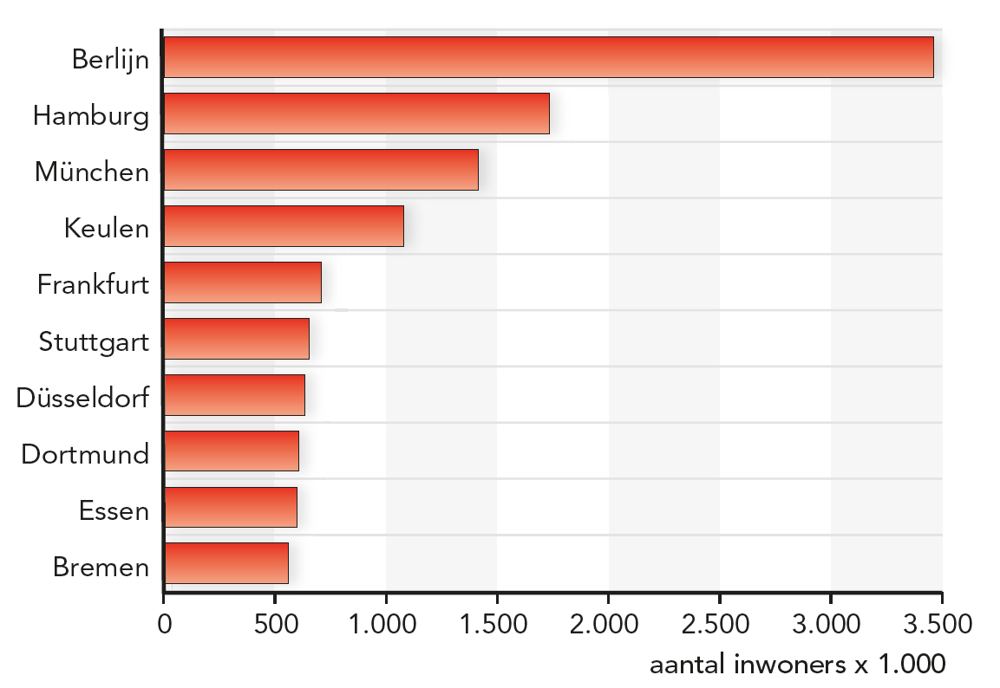 Berlijn
Hamburg
München
Keulen
Frankfurt
Stuttgart
Düsseldorf
Dortmund
Essen
Bremen
0 500 1.000 1.500 2.000 2.500 3.000 3.500
aantal inwoners x 1.000